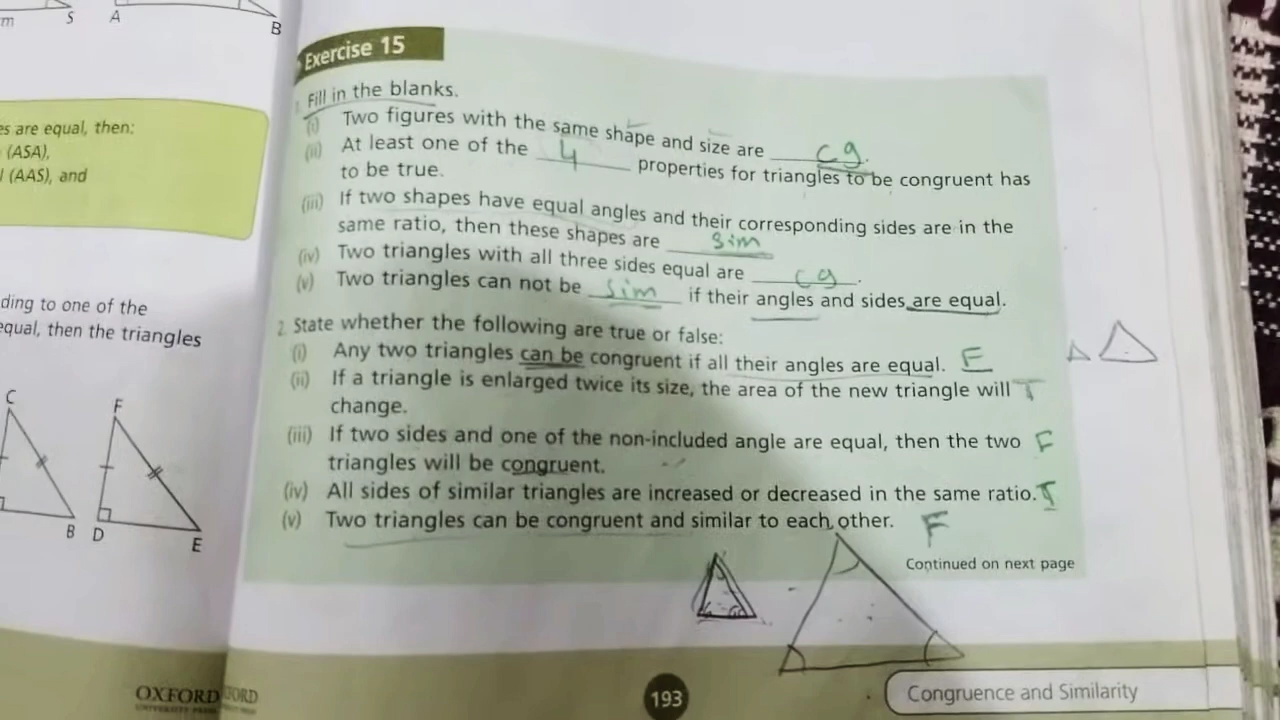 m
S
A
B
es are equal, then:
(ASA),
l (AAS), and
ding to one of the
equal, then the triangles
C
F
B
D
E
Exercise 15
1. Fill in the blanks.
(i) Two figures with the same shape and size are cg.
(ii) At least one of the 4 properties for triangles to be congruent has
to be true.
(iii) If two shapes have equal angles and their corresponding sides are in the
same ratio, then these shapes are sim
(iv) Two triangles with all three sides equal are cg.
(v) Two triangles can not be sim if their angles and sides are equal.
2. State whether the following are true or false:
(i) Any two triangles can be congruent if all their angles are equal. F
(ii) If a triangle is enlarged twice its size, the area of the new triangle will T
change.
(iii) If two sides and one of the non-included angle are equal, then the two F
triangles will be congruent.
(iv) All sides of similar triangles are increased or decreased in the same ratio. T
(v) Two triangles can be congruent and similar to each other. F
Continued on next page
OXFORD
UNIVERSITY PRESS
193
Congruence and Similarity